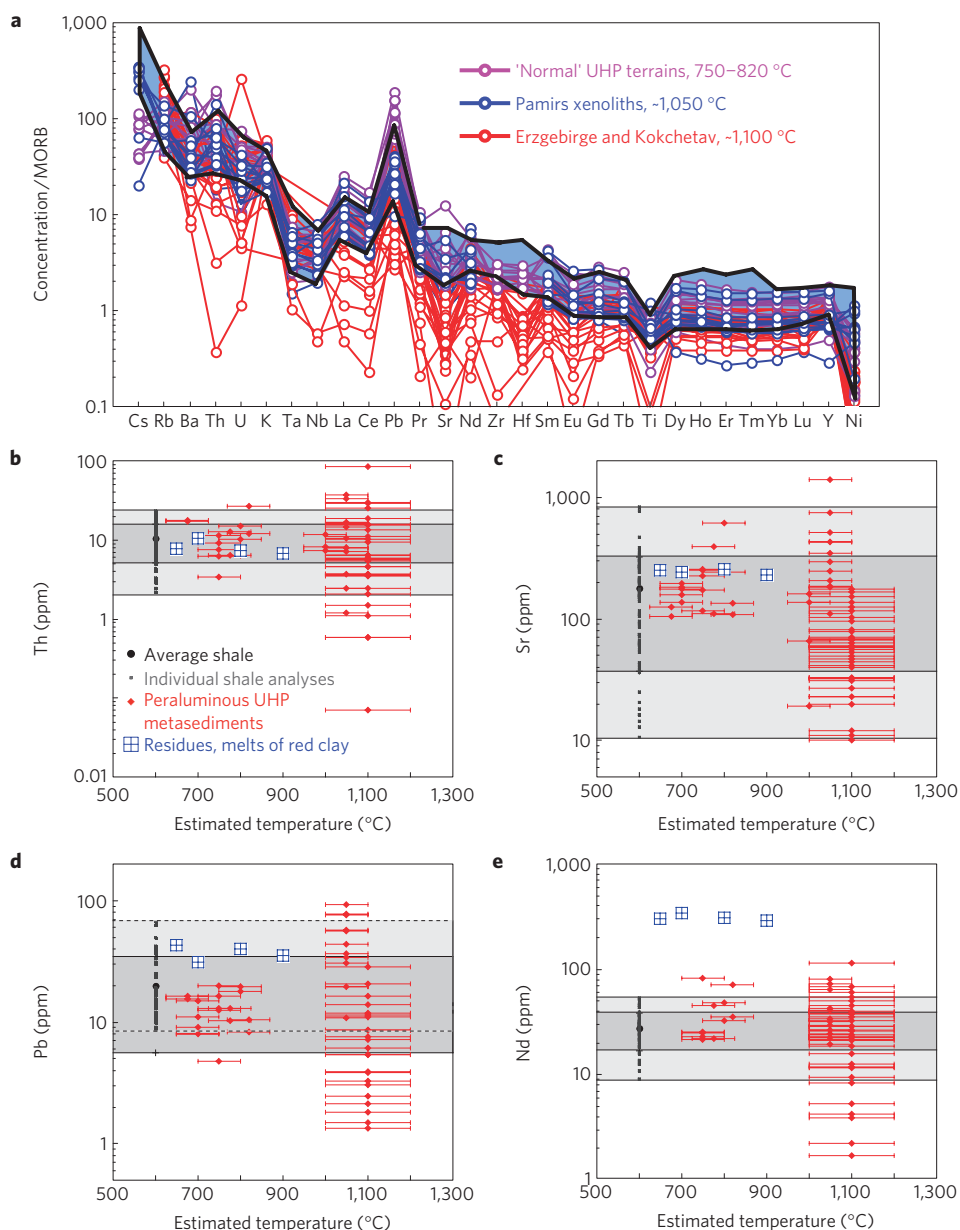 a
1,000
100
10
1
0.1
Concentration/MORB
'Normal' UHP terrains, 750–820 °C
Pamirs xenoliths, ~1,050 °C
Erzgebirge and Kokchetav, ~1,100 °C
Cs Rb Ba Th U K Ta Nb La Ce Pb Pr Sr Nd Zr Hf Sm Eu Gd Tb Ti Dy Ho Er Tm Yb Lu Y Ni
b
100
10
1
0.1
0.01
Th (ppm)
Average shale
Individual shale analyses
Peraluminous UHP
metasediments
Residues, melts of red clay
500 700 900 1,100 1,300
Estimated temperature (°C)
c
1,000
100
10
Sr (ppm)
500 700 900 1,100 1,300
Estimated temperature (°C)
d
100
10
1
Pb (ppm)
500 700 900 1,100 1,300
Estimated temperature (°C)
e
1,000
100
10
1
Nd (ppm)
500 700 900 1,100 1,300
Estimated temperature (°C)